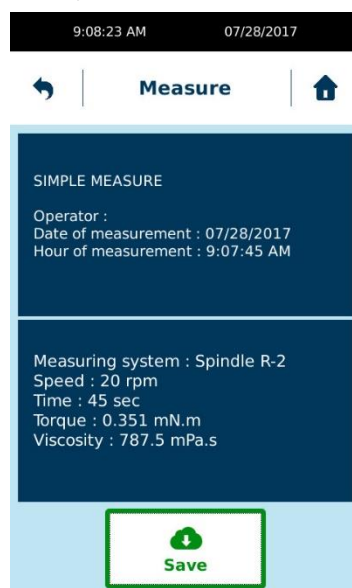 9:08:23 AM 07/28/2017
Measure
SIMPLE MEASURE
Operator :
Date of measurement : 07/28/2017
Hour of measurement : 9:07:45 AM
Measuring system : Spindle R-2
Speed : 20 rpm
Time : 45 sec
Torque : 0.351 mN.m
Viscosity : 787.5 mPa.s
Save